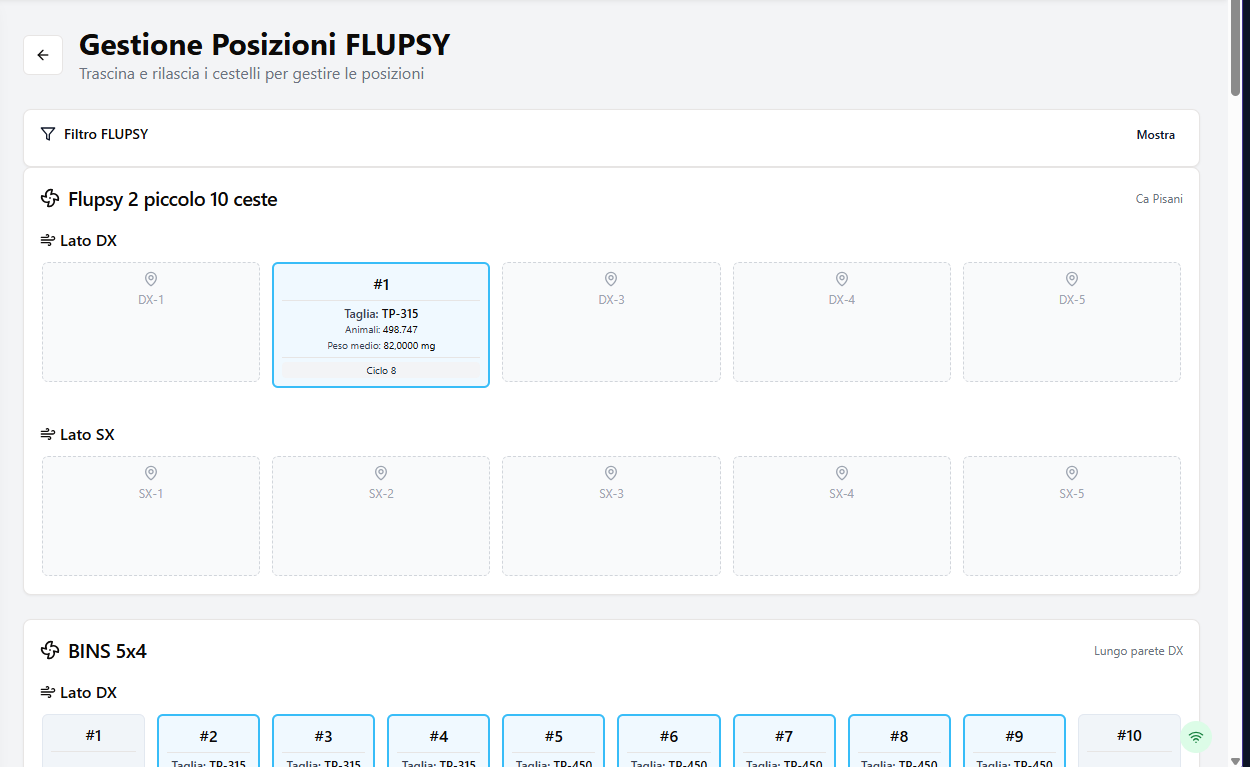 Gestione Posizioni FLUPSY
Trascina e rilascia i cestelli per gestire le posizioni
Filtro FLUPSY
Mostra
Flupsy 2 piccolo 10 ceste
Ca Pisani
Lato DX
DX-1
#1
Taglia: TP-315
Animali: 498.747
Peso medio: 82,0000 mg
Ciclo 8
DX-3
DX-4
DX-5
Lato SX
SX-1
SX-2
SX-3
SX-4
SX-5
BINS 5x4
Lungo parete DX
Lato DX
#1
#2
#3
#4
#5
#6
#7
#8
#9
#10
Taglia: TP-315
Taglia: TP-315
Taglia: TP-315
Taglia: TP-450
Taglia: TP-450
Taglia: TP-450
Taglia: TP-450
Taglia: TP-450